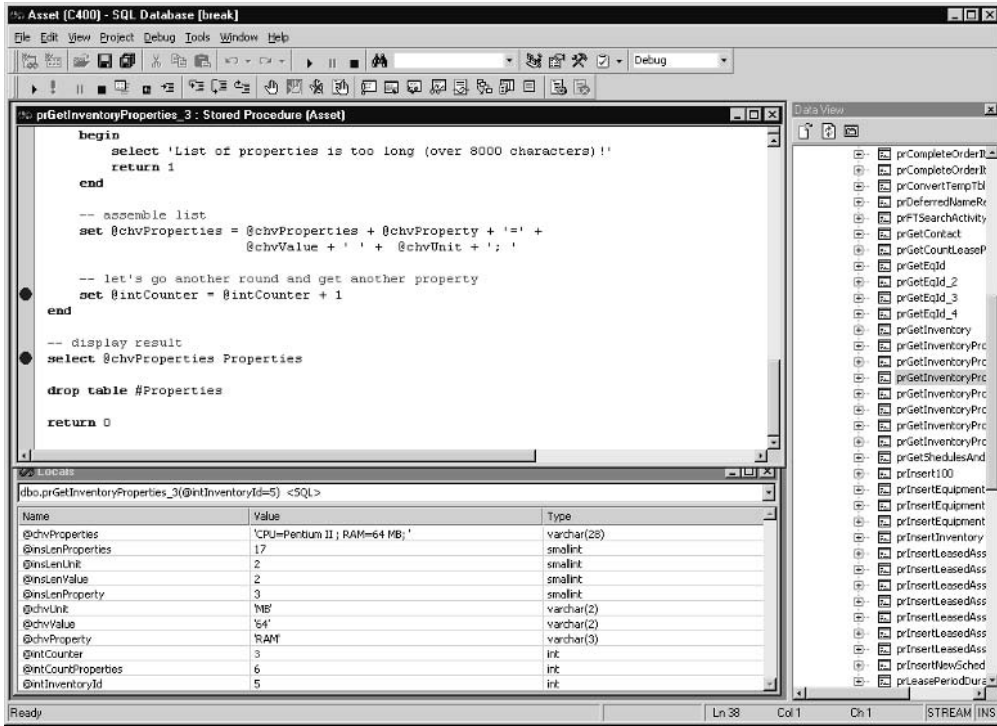 Asset (C400) - SQL Database [break]
File Edit View Project Debug Tools Window Help
Debug
prGetInventoryProperties_3 : Stored Procedure (Asset)
begin
select 'List of properties is too long (over 8000 characters)!'
return 1
end
-- assemble list
set @chvProperties = @chvProperties + @chvProperty + '=' +
@chvValue + ' ' + @chvUnit + '; '
-- let's go another round and get another property
set @intCounter = @intCounter + 1
end
-- display result
select @chvProperties Properties
drop table #Properties
return 0
Locals
dbo.prGetInventoryProperties_3(@intInventoryId=5) <SQL>
Name Value Type
@chvProperties 'CPU=Pentium II ; RAM=64 MB; ' varchar(28)
@insLenProperties 17 smallint
@insLenUnit 2 smallint
@insLenValue 2 smallint
@insLenProperty 3 smallint
@chvUnit 'MB' varchar(2)
@chvValue '64' varchar(2)
@chvProperty 'RAM' varchar(3)
@intCounter 3 int
@intCountProperties 6 int
@intInventoryId 5 int
Data View
prCompleteOrderIt
prCompleteOrderIt
prConvertTempTbl
prDeferredNameRe
prFTSearchActivity
prGetContact
prGetCountLeaseP
prGetEqId
prGetEqId_2
prGetEqId_3
prGetEqId_4
prGetInventory
prGetInventoryPro
prGetInventoryPro
prGetInventoryPro
prGetInventoryPro
prGetInventoryPro
prGetInventoryPro
prGetInventoryPro
prGetShedulesAnd
prInsert100
prInsertEquipment
prInsertEquipment
prInsertEquipment
prInsertInventory
prInsertLeasedAss
prInsertLeasedAss
prInsertLeasedAss
prInsertLeasedAss
prInsertLeasedAss
prInsertLeasedAss
prInsertLeasedAss
prInsertNewSched
prLeasePeriodDura
Ready Ln 38 Col 1 Ch 1 STREAM INS